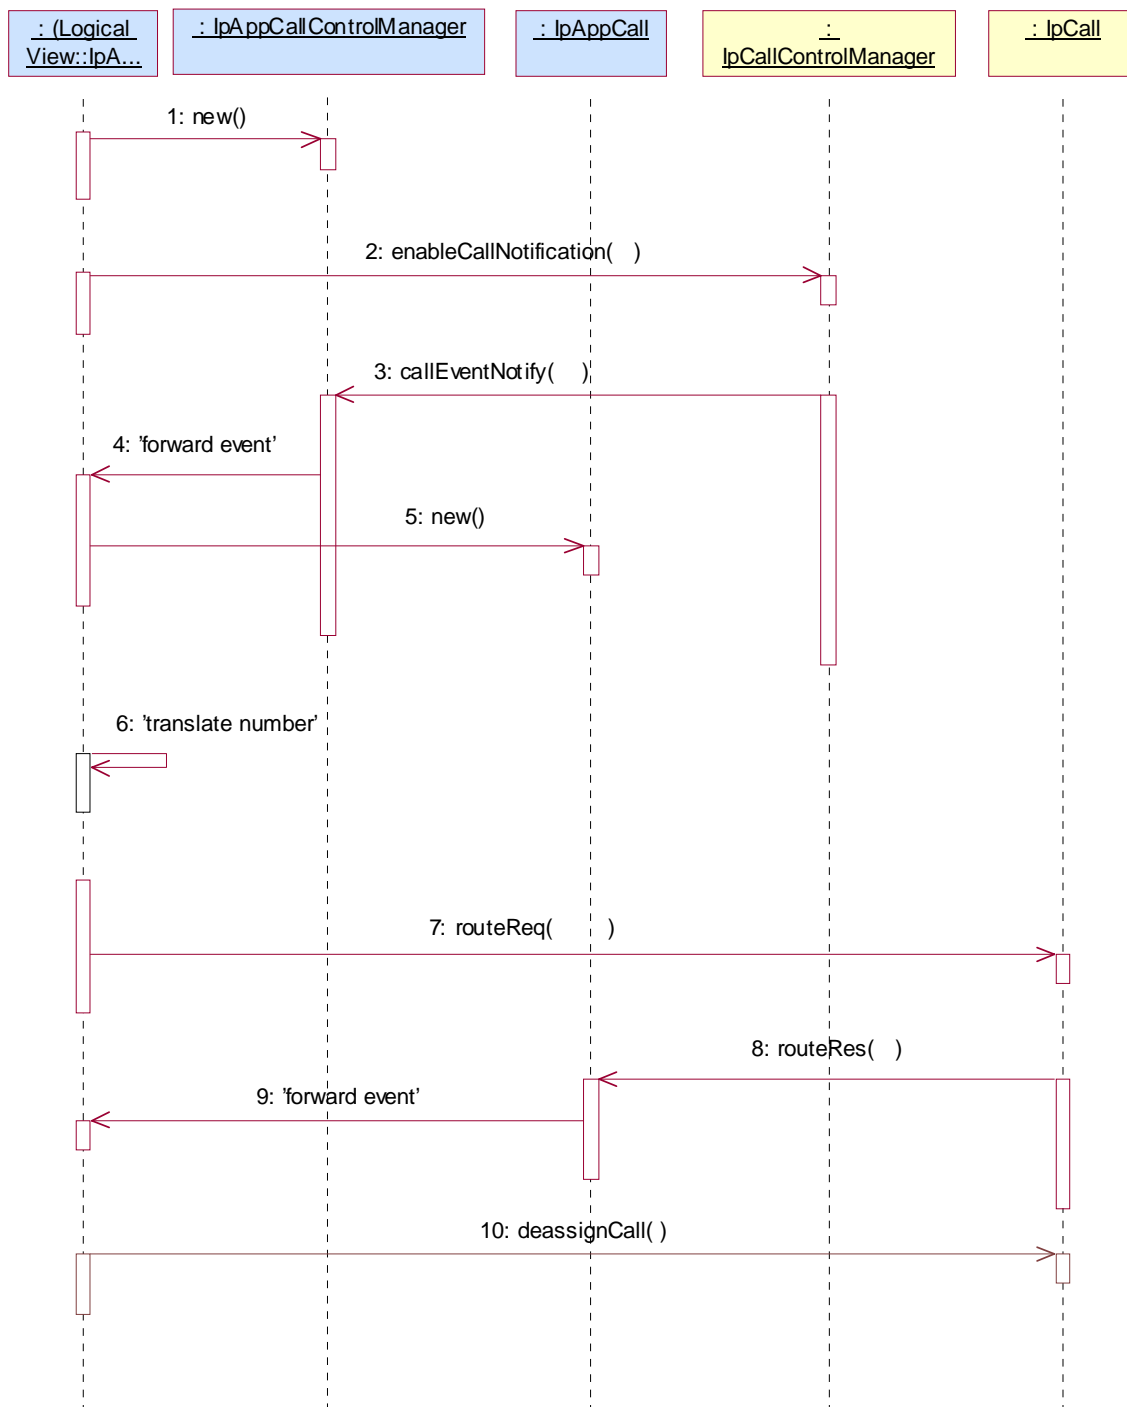 : (Logical
View::IpA...
: IpAppCallControlManager
: IpAppCall
:
IpCallControlManager
: IpCall
1: new()
2: enableCallNotification( )
3: callEventNotify( )
4: 'forward event'
5: new()
6: 'translate number'
7: routeReq( )
8: routeRes( )
9: 'forward event'
10: deassignCall( )